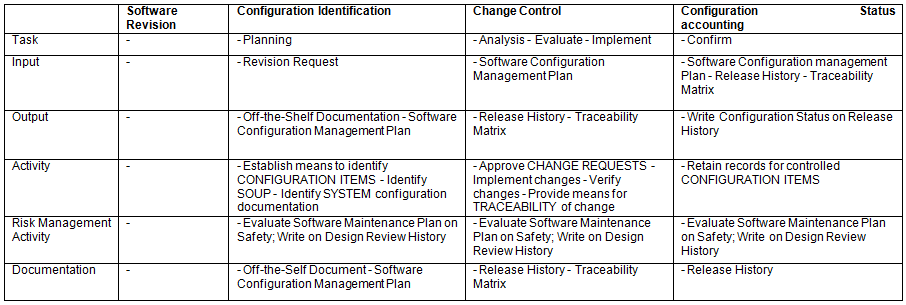 Software Revision
Configuration Identification
Change Control
Configuration Status accounting
Task
-
- Planning
- Analysis - Evaluate - Implement
- Confirm
Input
-
- Revision Request
- Software Configuration
Management Plan
- Software Configuration management
Plan - Release History - Traceability
Matrix
Output
-
- Off-the-Shelf Documentation - Software
Configuration Management Plan
- Release History - Traceability
Matrix
- Write Configuration Status on Release
History
Activity
-
- Establish means to identify
CONFIGURATION ITEMS - Identify
SOUP - Identify SYSTEM configuration
documentation
- Approve CHANGE REQUESTS -
Implement changes - Verify
changes - Provide means for
TRACEABILITY of change
- Retain records for controlled
CONFIGURATION ITEMS
Risk Management
Activity
-
- Evaluate Software Maintenance Plan on
Safety; Write on Design Review History
- Evaluate Software Maintenance
Plan on Safety; Write on Design
Review History
- Evaluate Software Maintenance Plan
on Safety; Write on Design Review
History
Documentation
-
- Off-the-Self Document - Software
Configuration Management Plan
- Release History - Traceability
Matrix
- Release History